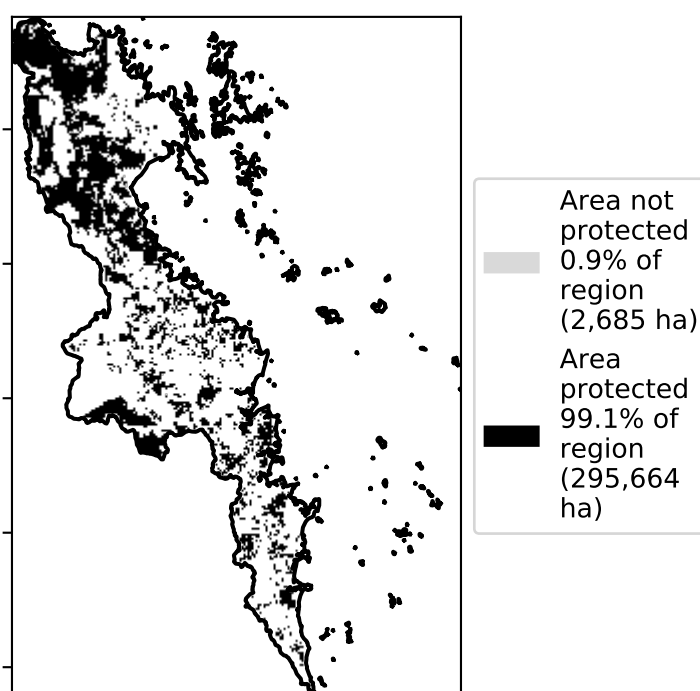 Area not
protected
0.9% of
region
(2,685 ha)
Area
protected
99.1% of
region
(295,664
ha)